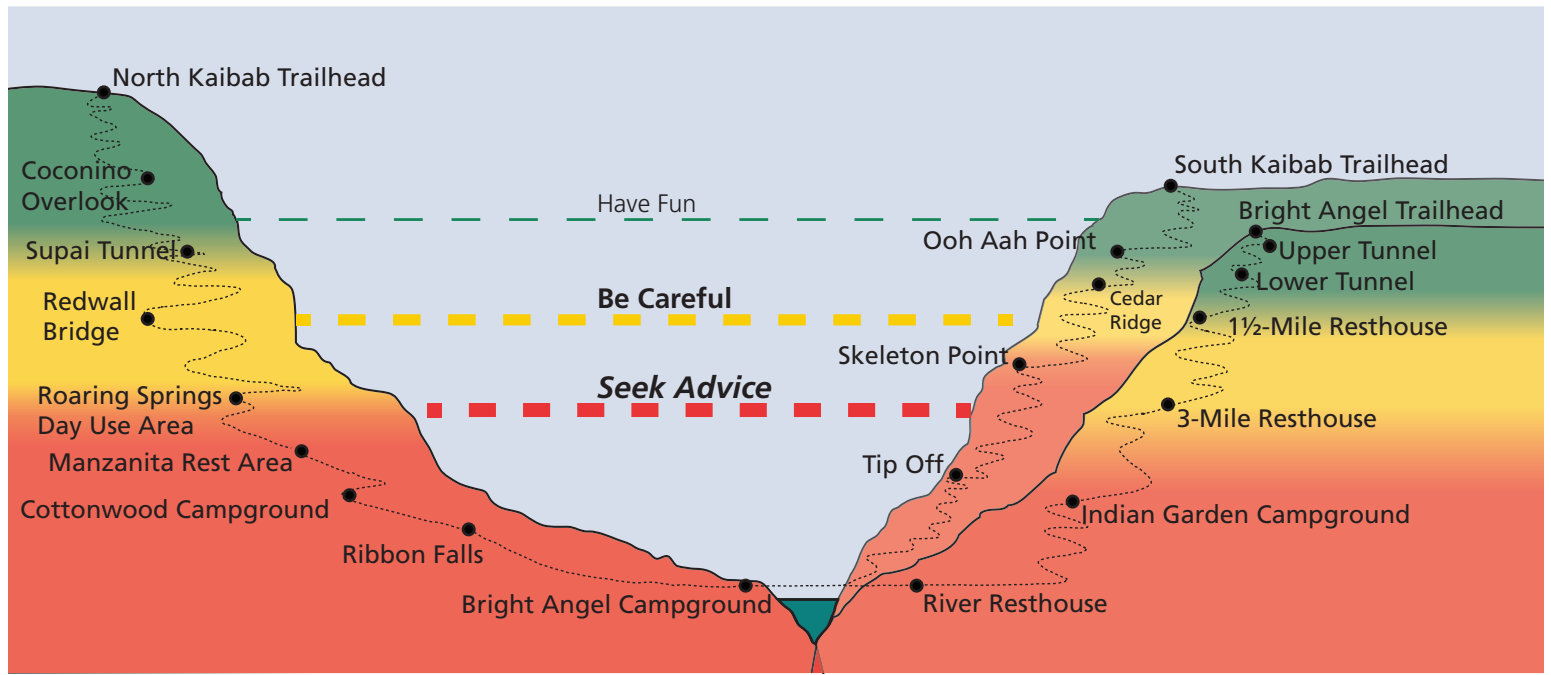 North Kaibab Trailhead
Coconino
Overlook
Supai Tunnel
Redwall
Bridge
Roaring Springs
Day Use Area
Manzanita Rest Area
Cottonwood Campground
Ribbon Falls
Bright Angel Campground
Have Fun
Be Careful
Seek Advice
South Kaibab Trailhead
Ooh Aah Point
Cedar
Ridge
Skeleton Point
Tip Off
Bright Angel Trailhead
Upper Tunnel
Lower Tunnel
1½-Mile Resthouse
3-Mile Resthouse
Indian Garden Campground
River Resthouse